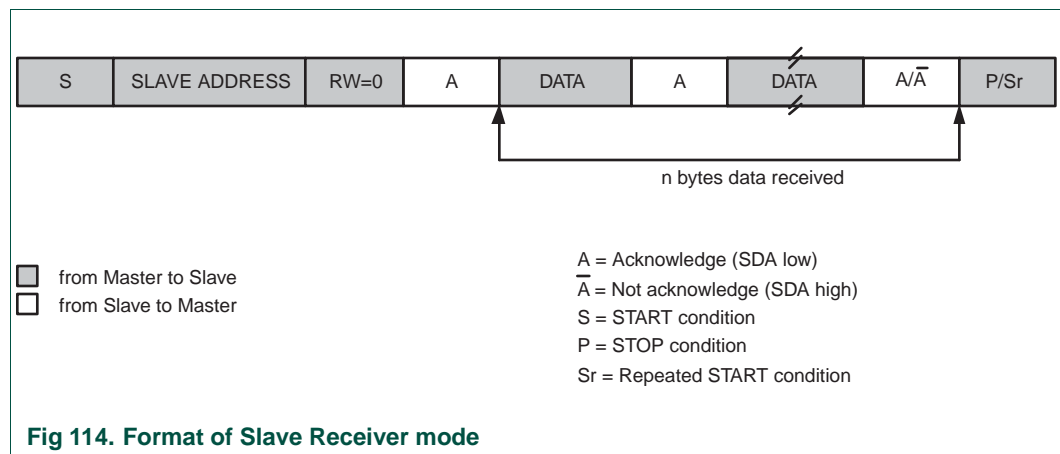 S SLAVE ADDRESS RW=0 A DATA A DATA A/A̅ P/Sr
n bytes data received
from Master to Slave
from Slave to Master
A = Acknowledge (SDA low)
A̅ = Not acknowledge (SDA high)
S = START condition
P = STOP condition
Sr = Repeated START condition
Fig 114. Format of Slave Receiver mode